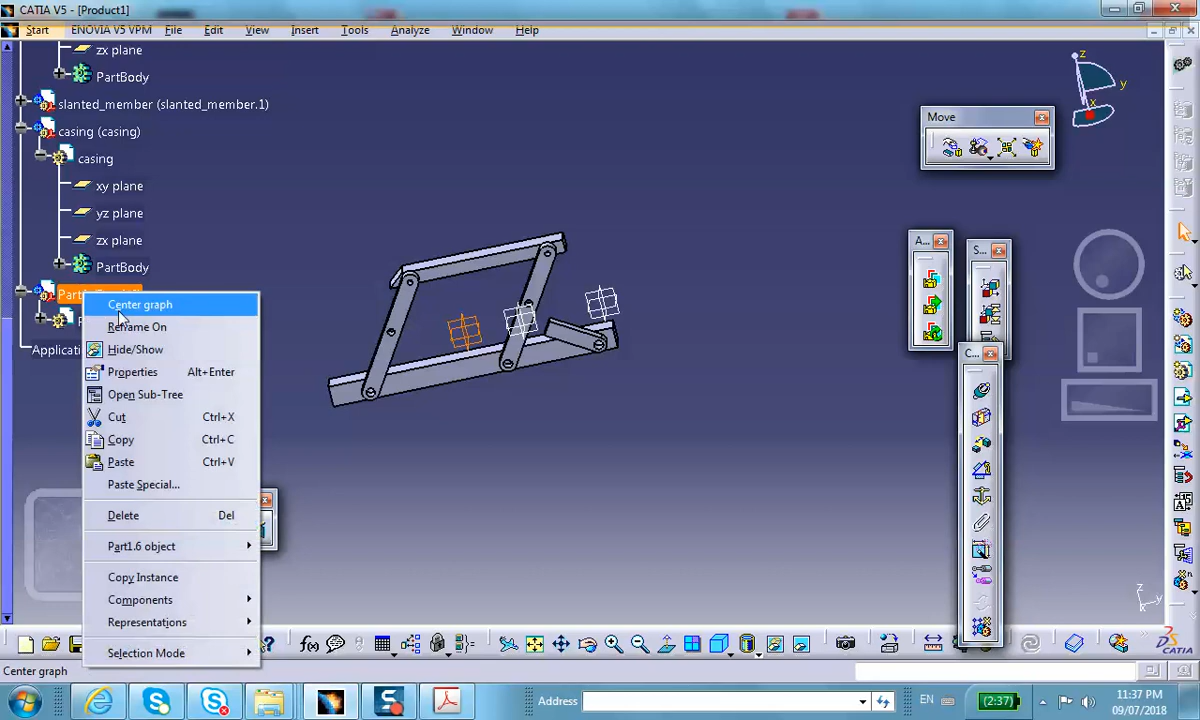 CATIA V5 - [Product1]
Start ENOVIA V5 VPM File Edit View Insert Tools Analyze Window Help
zx plane
PartBody
slanted_member (slanted_member.1)
casing (casing)
casing
xy plane
yz plane
zx plane
PartBody
Applicati
Center graph
Reframe On
Hide/Show
Properties Alt+Enter
Open Sub-Tree
Cut Ctrl+X
Copy Ctrl+C
Paste Ctrl+V
Paste Special...
Delete Del
Part1.6 object
Copy Instance
Components
Representations
Selection Mode
Move
A...
S...
C...
z
y
x
z
y
x
f(x)
CATIA
Center graph
Address
EN
(2:37)
11:37 PM
09/07/2018